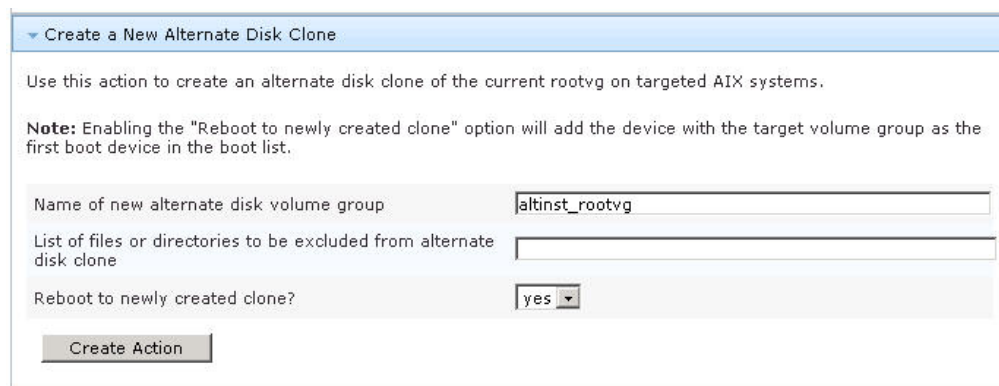 Create a New Alternate Disk Clone
Use this action to create an alternate disk clone of the current rootvg on targeted AIX systems.
Note: Enabling the "Reboot to newly created clone" option will add the device with the target volume group as the
first boot device in the boot list.
Name of new alternate disk volume group
altinst_rootvg
List of files or directories to be excluded from alternate
disk clone
Reboot to newly created clone?
yes
Create Action